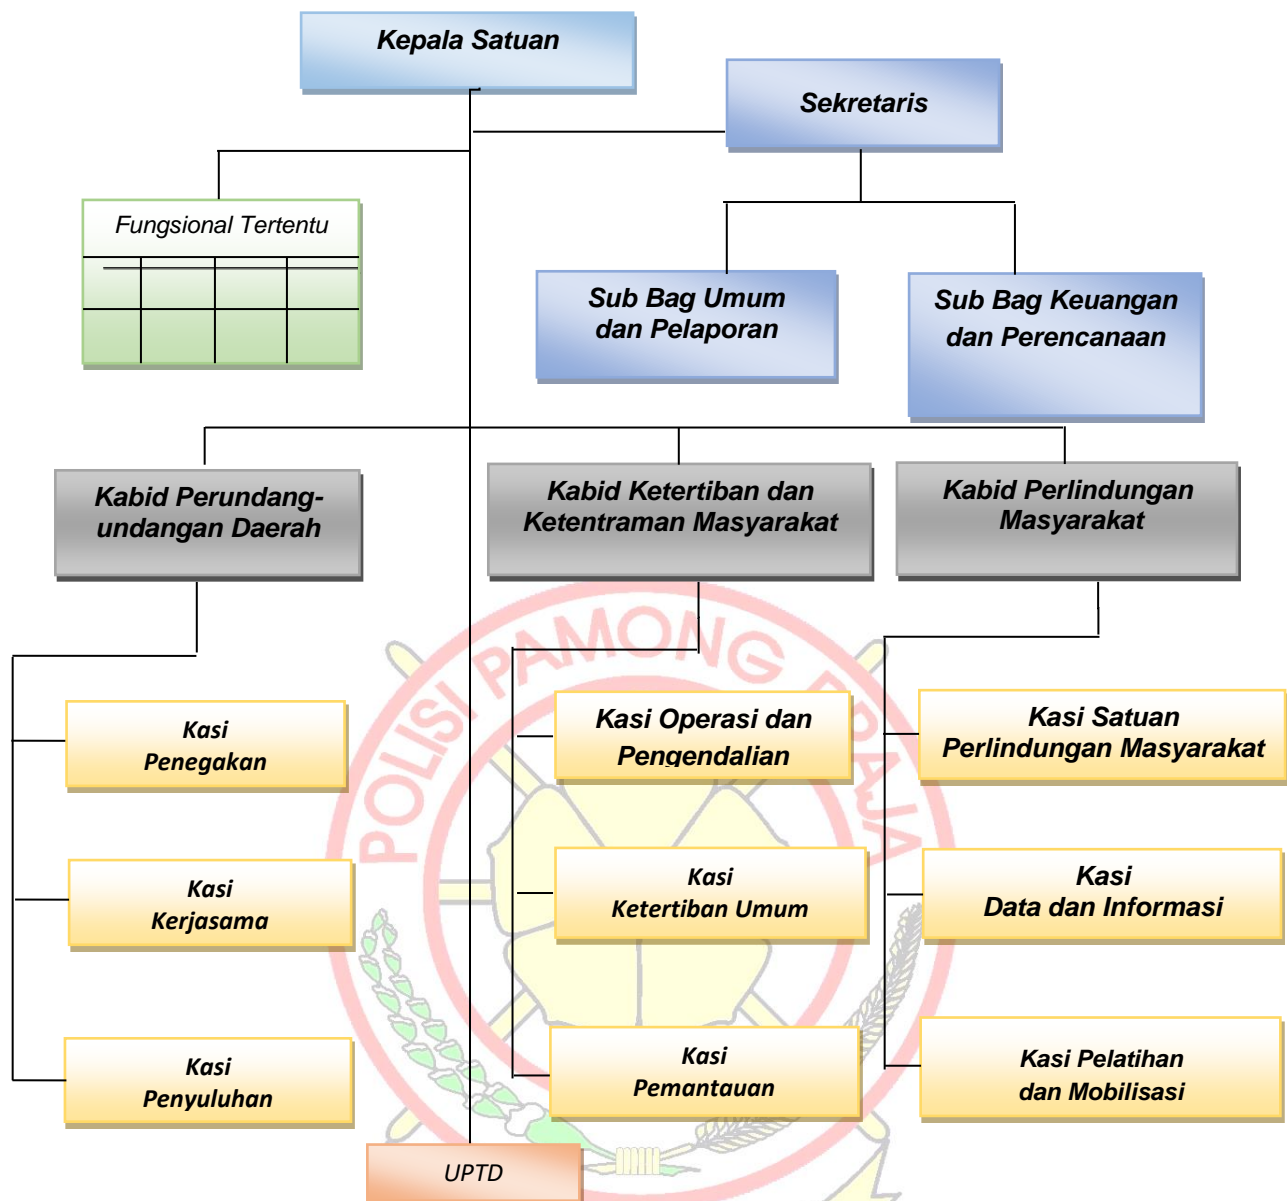 Kepala Satuan
Sekretaris
Fungsional Tertentu
Sub Bag Umum
dan Pelaporan
Sub Bag Keuangan
dan Perencanaan
Kabid Perundang-
undangan Daerah
Kabid Ketertiban dan
Ketentraman Masyarakat
Kabid Perlindungan
Masyarakat
POLISI PAMONG PRAJA
Kasi
Penegakan
Kasi Operasi dan
Pengendalian
Kasi Satuan
Perlindungan Masyarakat
Kasi
Kerjasama
Kasi
Ketertiban Umum
Kasi
Data dan Informasi
Kasi
Penyuluhan
Kasi
Pemantauan
Kasi Pelatihan
dan Mobilisasi
UPTD